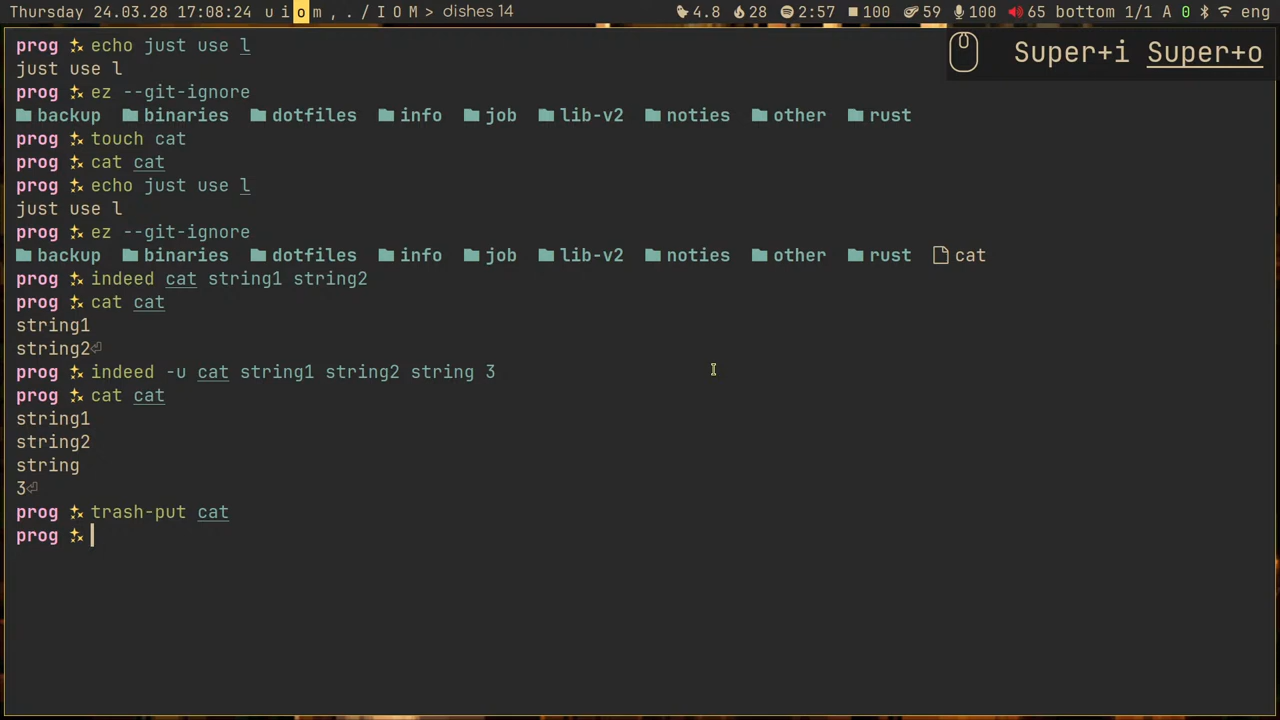 Thursday 24.03.28 17:08:24 u i o m , . / I O M > dishes 14 4.8 28 2:57 100 59 100 65 bottom 1/1 A 0 eng
Super+i Super+o
prog echo just use l
just use l
prog ez --git-ignore
backup binaries dotfiles info job lib-v2 noties other rust
prog touch cat
prog cat cat
prog echo just use l
just use l
prog ez --git-ignore
backup binaries dotfiles info job lib-v2 noties other rust cat
prog indeed cat string1 string2
prog cat cat
string1
string2⏎
prog indeed -u cat string1 string2 string 3
prog cat cat
string1
string2
string
3⏎
prog trash-put cat
prog